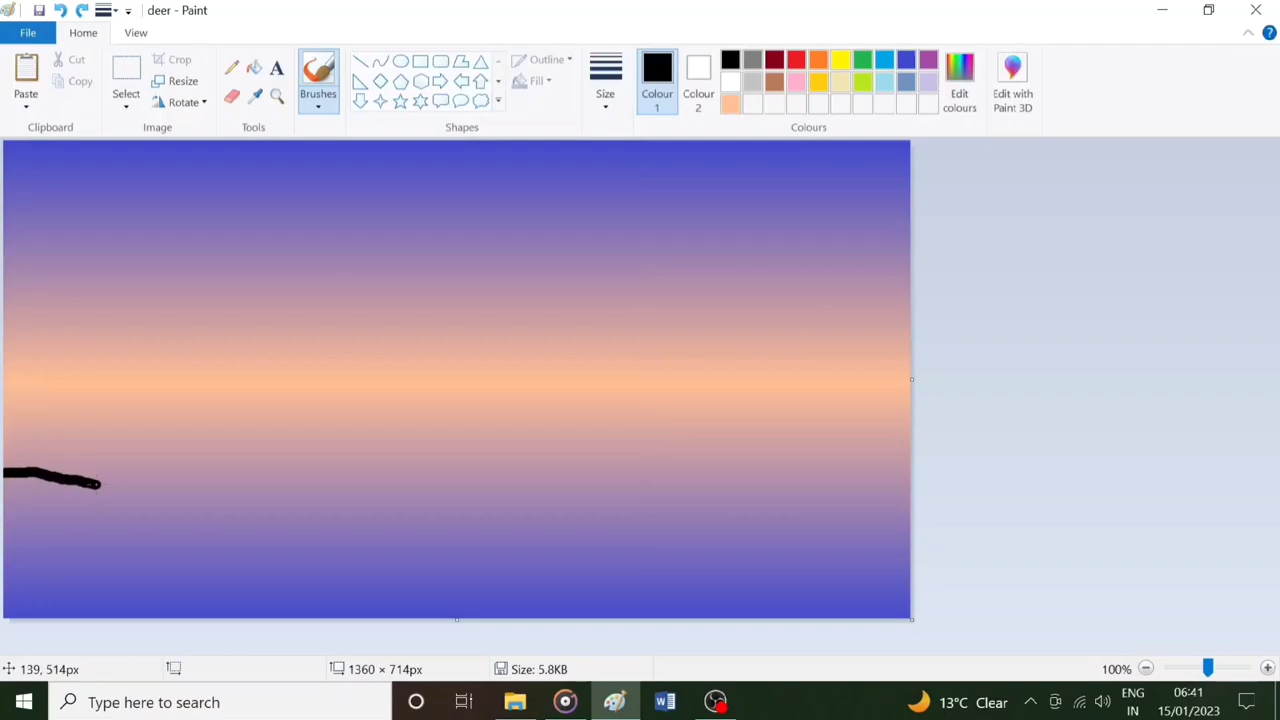 deer - Paint
File Home View
Paste
Cut
Copy
Clipboard
Select
Crop
Resize
Rotate
Image
Tools
Brushes
Shapes
Outline
Fill
Size
Colour 1
Colour 2
Colours
Edit colours
Edit with Paint 3D
139, 514px
1360 × 714px
Size: 5.8KB
100%
Type here to search
13°C Clear
ENG
IN
06:41
15/01/2023